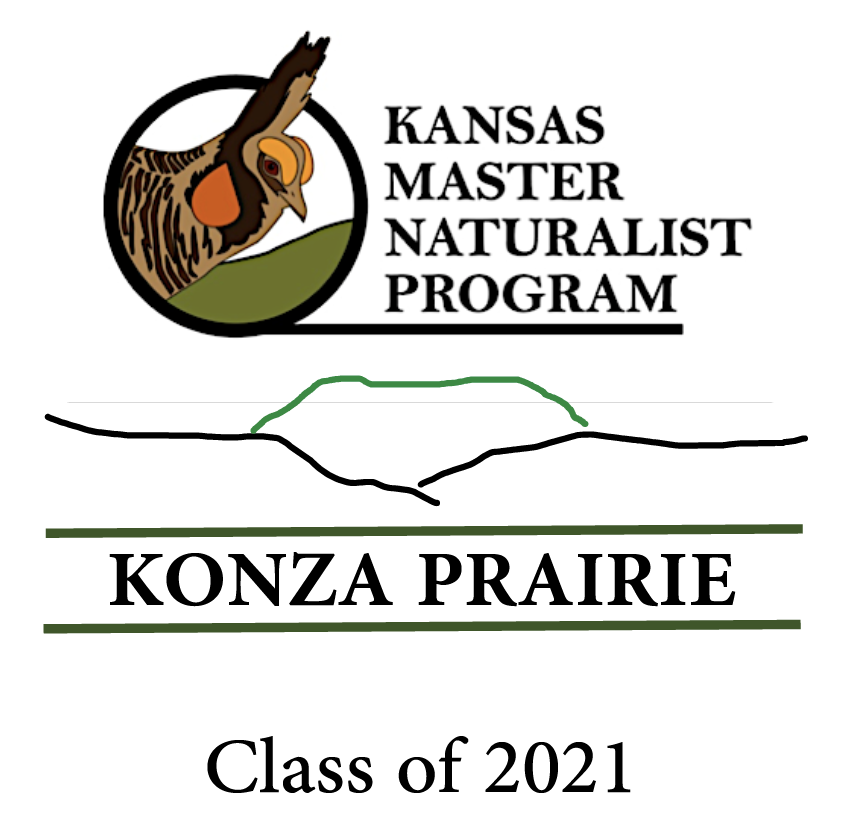 KANSAS
MASTER
NATURALIST
PROGRAM
KONZA PRAIRIE
Class of 2021